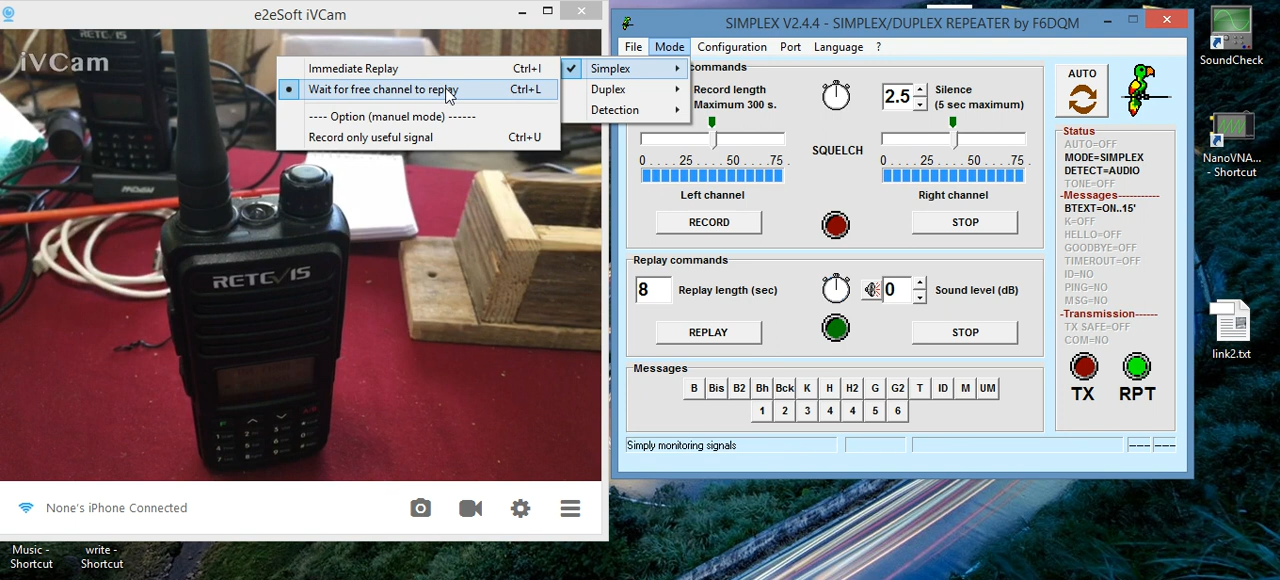 e2eSoft iVCam
iVCam
RETEVIS
Immediate Replay Ctrl+I
Wait for free channel to replay Ctrl+L
---- Option (manuel mode) ------
Record only useful signal Ctrl+U
Simplex
Duplex
Detection
RETEVIS
None's iPhone Connected
Music - Shortcut
write - Shortcut
SIMPLEX V2.4.4 - SIMPLEX/DUPLEX REPEATER by F6DQM
File Mode Configuration Port Language ?
commands
Record length
Maximum 300 s.
2.5 Silence
(5 sec maximum)
SQUELCH
0 . . . . 25 . . . . 50 . . . . 75 .
0 . . . . 25 . . . . 50 . . . . 75 .
Left channel
Right channel
RECORD
STOP
Replay commands
8 Replay length (sec)
0 Sound level (dB)
REPLAY
STOP
Messages
B Bis B2 Bh Bck K H H2 G G2 T ID M UM
1 2 3 4 4 5 6
Simply monitoring signals
AUTO
Status
AUTO=OFF
MODE=SIMPLEX
DETECT=AUDIO
TONE=OFF
-Messages-----------
BTEXT=ON..15'
K=OFF
HELLO=OFF
GOODBYE=OFF
TIMEROUT=OFF
ID=NO
PING=NO
MSG=NO
-Transmission------
TX SAFE=OFF
COM=NO
TX RPT
SoundCheck
NanoVNA...
- Shortcut
link2.txt